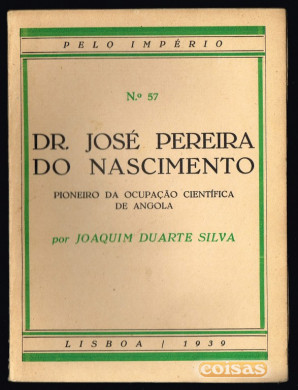 PELO IMPÉRIO
N.º 57
DR. JOSÉ PEREIRA
DO NASCIMENTO
PIONEIRO DA OCUPAÇÃO CIENTÍFICA
DE ANGOLA
por JOAQUIM DUARTE SILVA
LISBOA / 1939
coisas